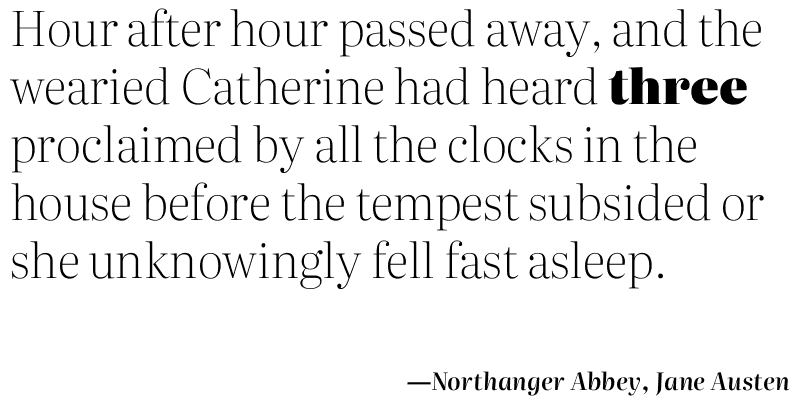 Hour after hour passed away, and the
wearied Catherine had heard three
proclaimed by all the clocks in the
house before the tempest subsided or
she unknowingly fell fast asleep.
—Northanger Abbey, Jane Austen